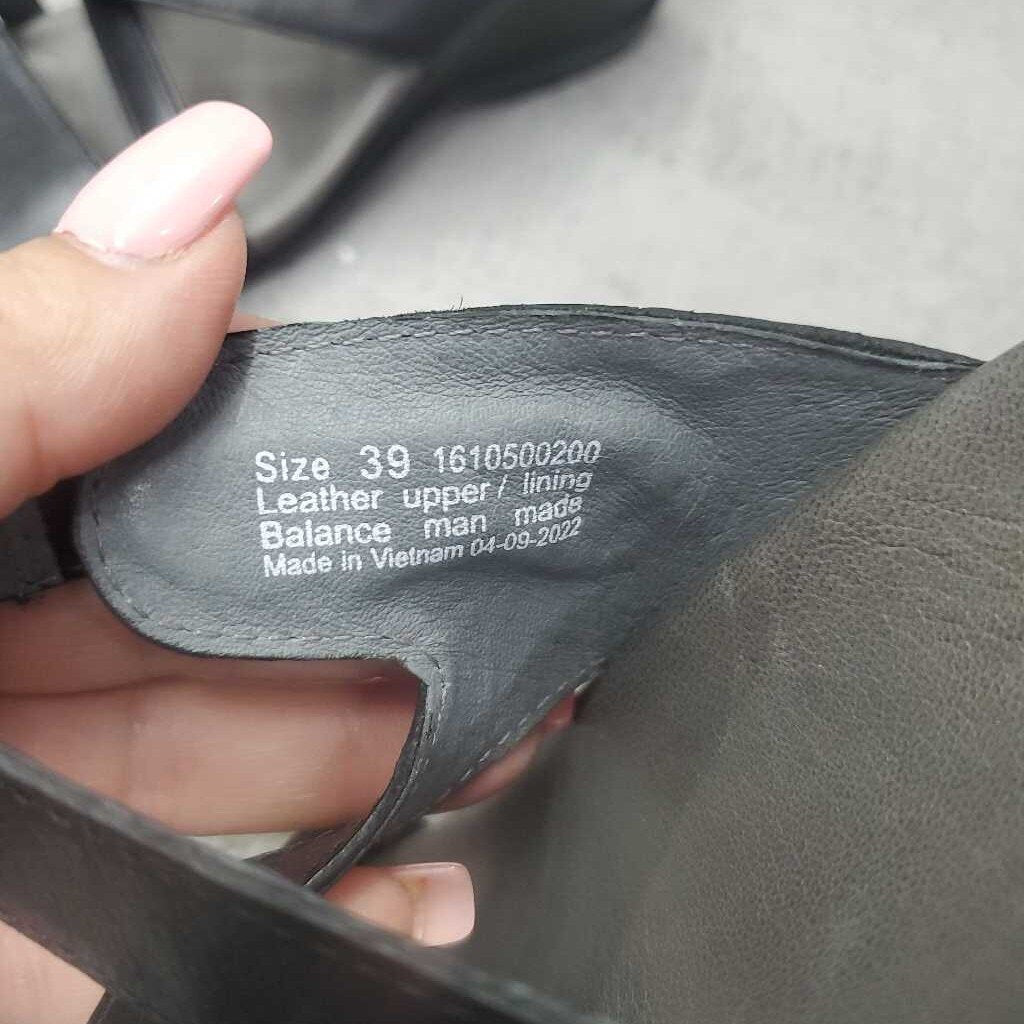 Size 39 1610500200
Leather upper / lining
Balance man made
Made in Vietnam 04-09-2022